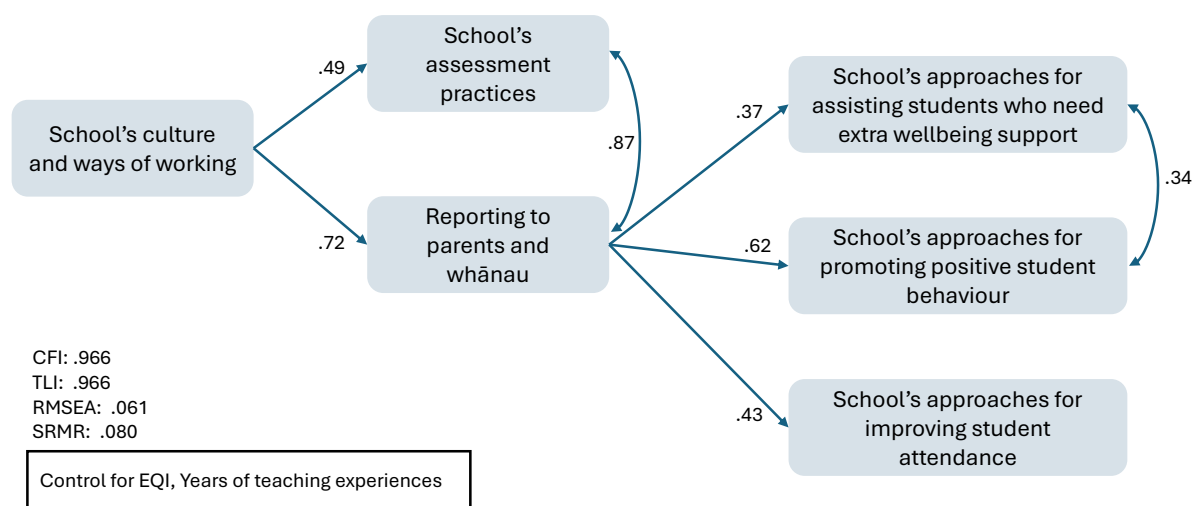 School's culture
and ways of working
.49
.72
School's
assessment
practices
.87
Reporting to
parents and
whānau
.37
.62
.43
School's approaches for
assisting students who need
extra wellbeing support
.34
School's approaches for
promoting positive student
behaviour
School's approaches for
improving student
attendance
CFI: .966
TLI: .966
RMSEA: .061
SRMR: .080
Control for EQI, Years of teaching experiences